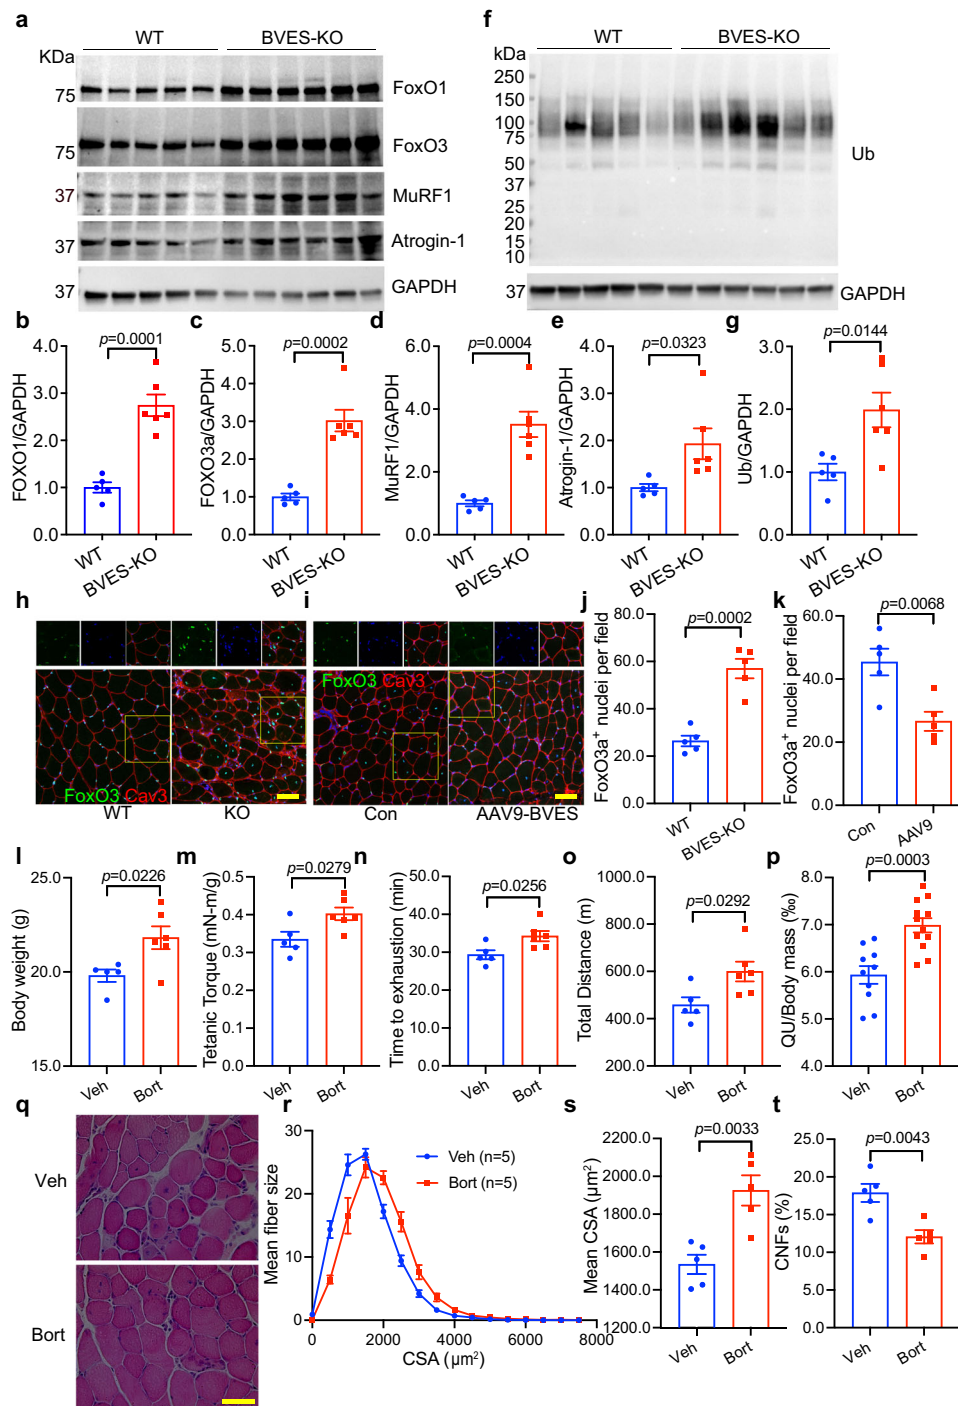 a
WT
BVES-KO
KDa
75
FoxO1
75
FoxO3
37
MuRF1
37
Atrogin-1
37
GAPDH
f
WT
BVES-KO
kDa
250
150
100
75
50
37
25
20
15
10
Ub
37
GAPDH
b
p=0.0001
FOXO1/GAPDH
4.0
3.0
2.0
1.0
0.0
WT
BVES-KO
c
p=0.0002
FOXO3a/GAPDH
5.0
4.0
3.0
2.0
1.0
0.0
WT
BVES-KO
d
p=0.0004
MuRF1/GAPDH
6.0
4.0
2.0
0.0
WT
BVES-KO
e
p=0.0323
Atrogin-1/GAPDH
4.0
3.0
2.0
1.0
0.0
WT
BVES-KO
g
p=0.0144
Ub/GAPDH
3.0
2.0
1.0
0.0
WT
BVES-KO
h
FoxO3 Cav3
WT
KO
i
FoxO3 Cav3
Con
AAV9-BVES
j
p=0.0002
FoxO3a+ nuclei per field
80.0
60.0
40.0
20.0
0.0
WT
BVES-KO
k
p=0.0068
FoxO3a+ nuclei per field
60.0
40.0
20.0
0.0
Con
AAV9
l
p=0.0226
Body weight (g)
25.0
20.0
15.0
Veh
Bort
m
p=0.0279
Tetanic Torque (mN-m/g)
0.5
0.4
0.3
0.2
0.1
0.0
Veh
Bort
n
p=0.0256
Time to exhaustion (min)
50.0
40.0
30.0
20.0
10.0
0.0
Veh
Bort
o
p=0.0292
Total Distance (m)
1000.0
800.0
600.0
400.0
200.0
Veh
Bort
p
p=0.0003
QU/Body mass (‰)
8.0
7.0
6.0
5.0
4.0
Veh
Bort
q
Veh
Bort
r
Mean fiber size
30
20
10
0
Veh (n=5)
Bort (n=5)
0
2000
4000
6000
8000
CSA (μm²)
s
p=0.0033
Mean CSA (μm²)
2200.0
2000.0
1800.0
1600.0
1400.0
1200.0
Veh
Bort
t
p=0.0043
CNFs (%)
25.0
20.0
15.0
10.0
5.0
0.0
Veh
Bort